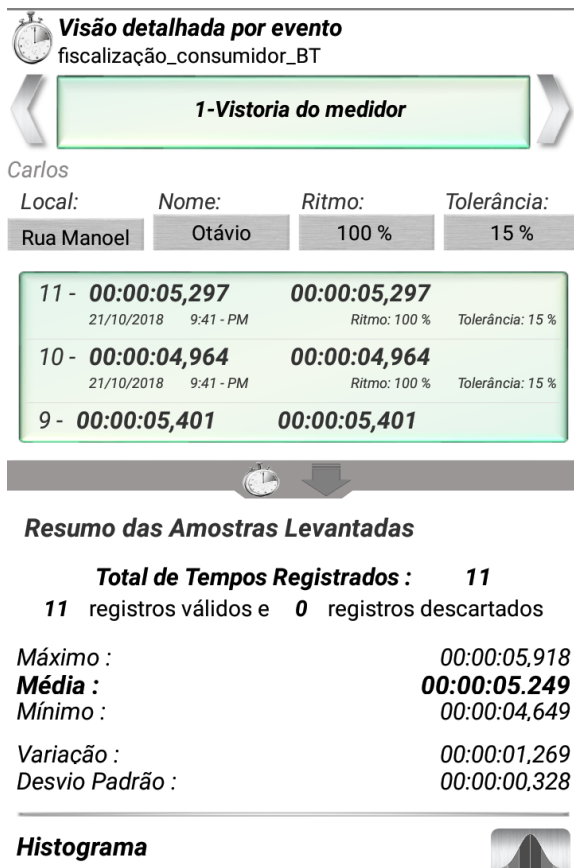 Visão detalhada por evento
fiscalização_consumidor_BT
1-Vistoria do medidor
Carlos
Local: Nome: Ritmo: Tolerância:
Rua Manoel Otávio 100 % 15 %
11 - 00:00:05,297 00:00:05,297
21/10/2018 9:41 - PM Ritmo: 100 % Tolerância: 15 %
10 - 00:00:04,964 00:00:04,964
21/10/2018 9:41 - PM Ritmo: 100 % Tolerância: 15 %
9 - 00:00:05,401 00:00:05,401
Resumo das Amostras Levantadas
Total de Tempos Registrados : 11
11 registros válidos e 0 registros descartados
Máximo : 00:00:05,918
Média : 00:00:05.249
Mínimo : 00:00:04,649
Variação : 00:00:01,269
Desvio Padrão : 00:00:00,328
Histograma